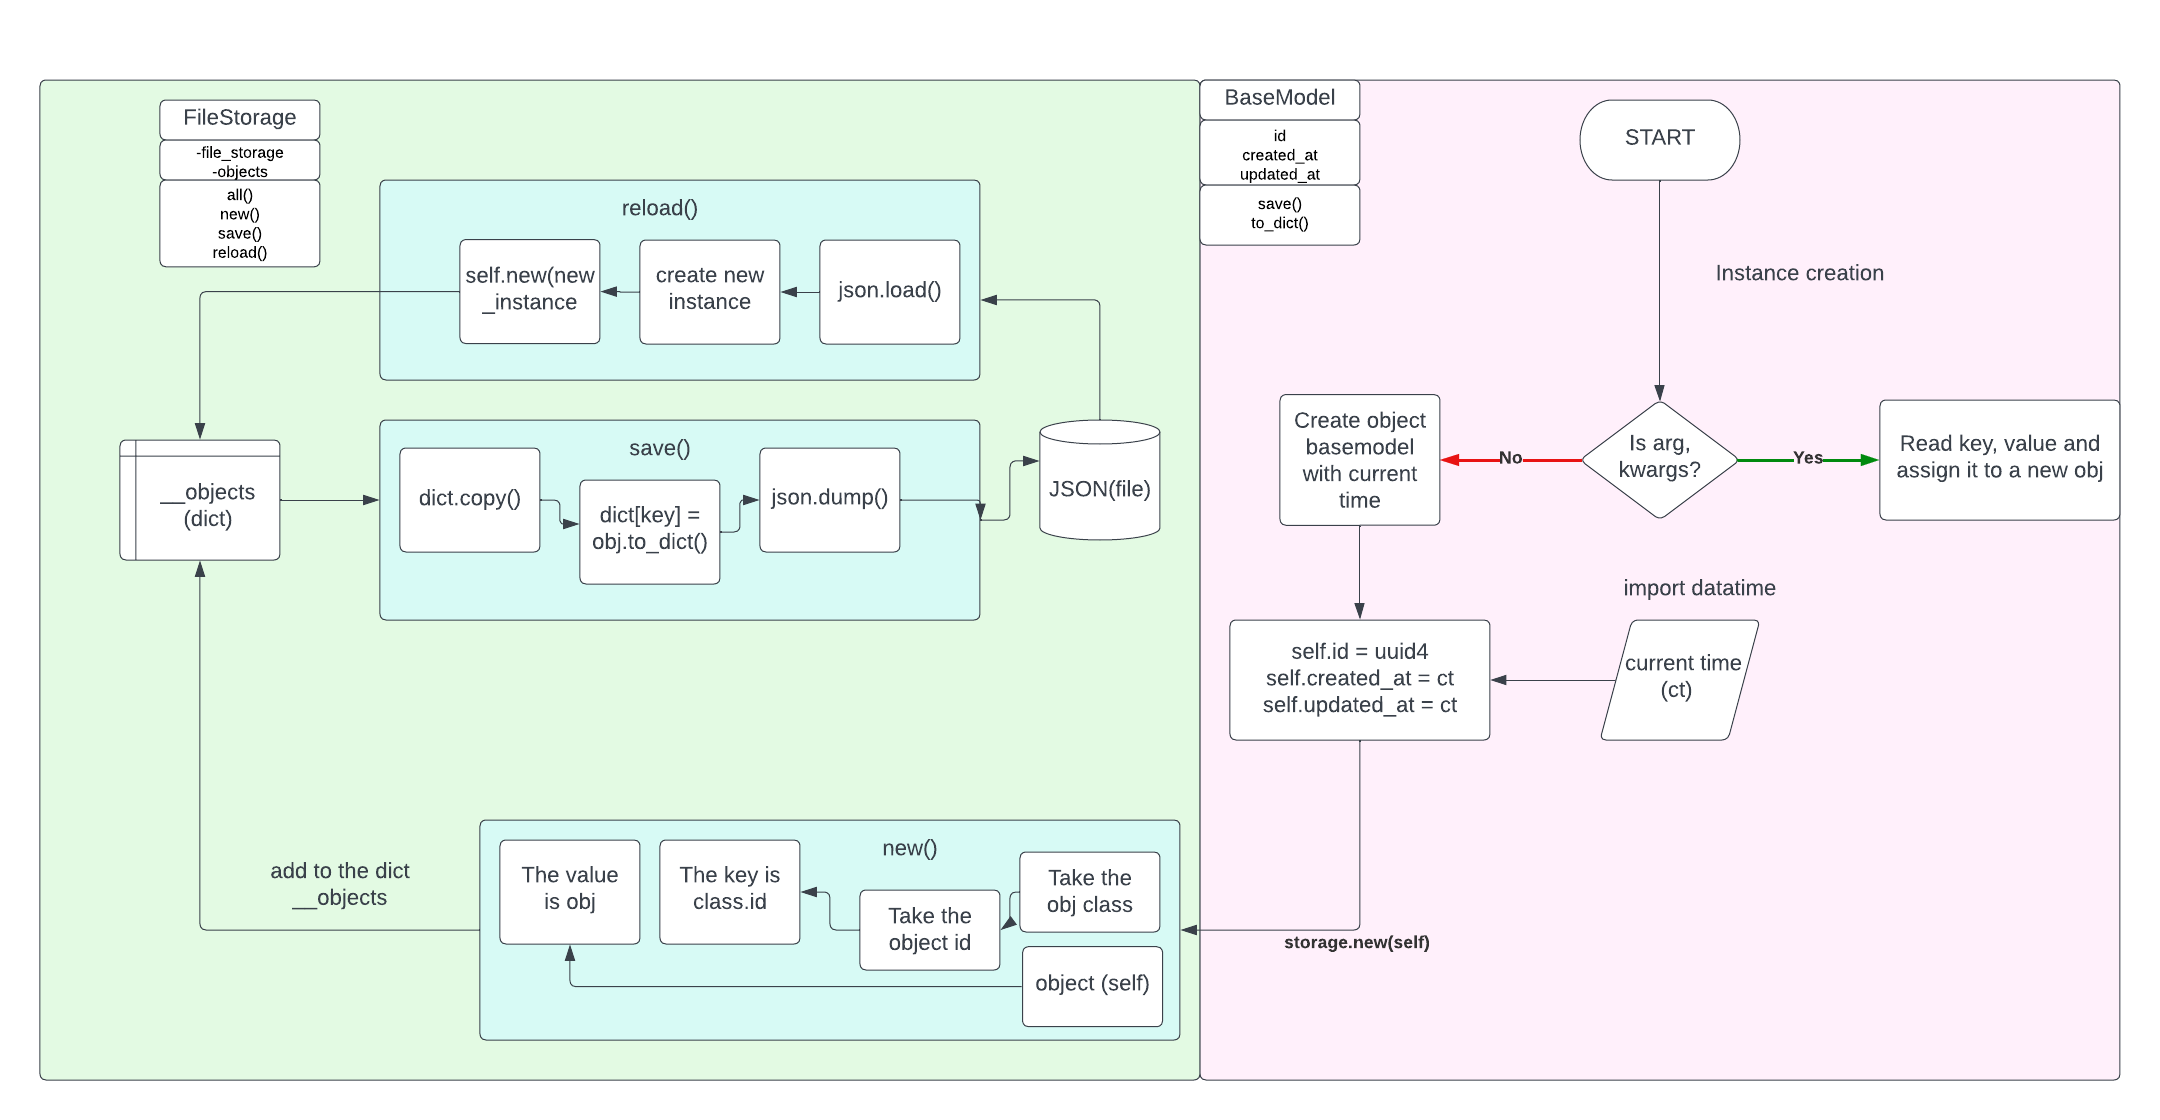 FileStorage
-file_storage
-objects
all()
new()
save()
reload()
reload()
self.new(new
_instance
create new
instance
json.load()
__objects
(dict)
save()
dict.copy()
dict[key] =
obj.to_dict()
json.dump()
JSON(file)
add to the dict
__objects
new()
The value
is obj
The key is
class.id
Take the
object id
Take the
obj class
object (self)
BaseModel
id
created_at
updated_at
save()
to_dict()
START
Instance creation
Is arg,
kwargs?
No
Yes
Create object
basemodel
with current
time
Read key, value and
assign it to a new obj
import datatime
self.id = uuid4
self.created_at = ct
self.updated_at = ct
current time
(ct)
storage.new(self)